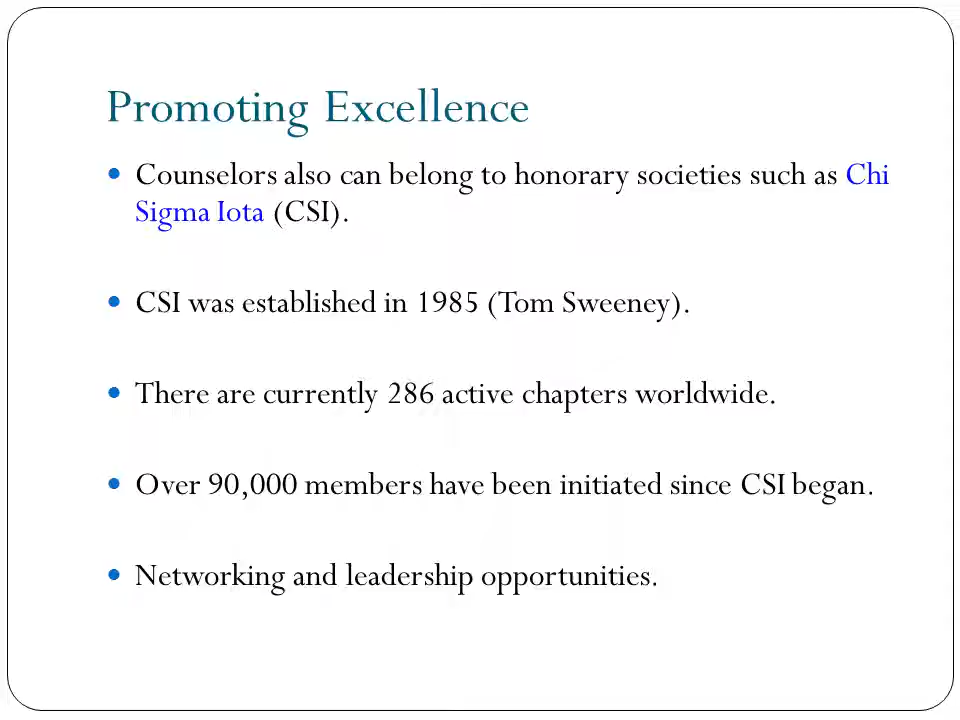 Promoting Excellence
Counselors also can belong to honorary societies such as Chi
Sigma Iota (CSI).
CSI was established in 1985 (Tom Sweeney).
There are currently 286 active chapters worldwide.
Over 90,000 members have been initiated since CSI began.
Networking and leadership opportunities.